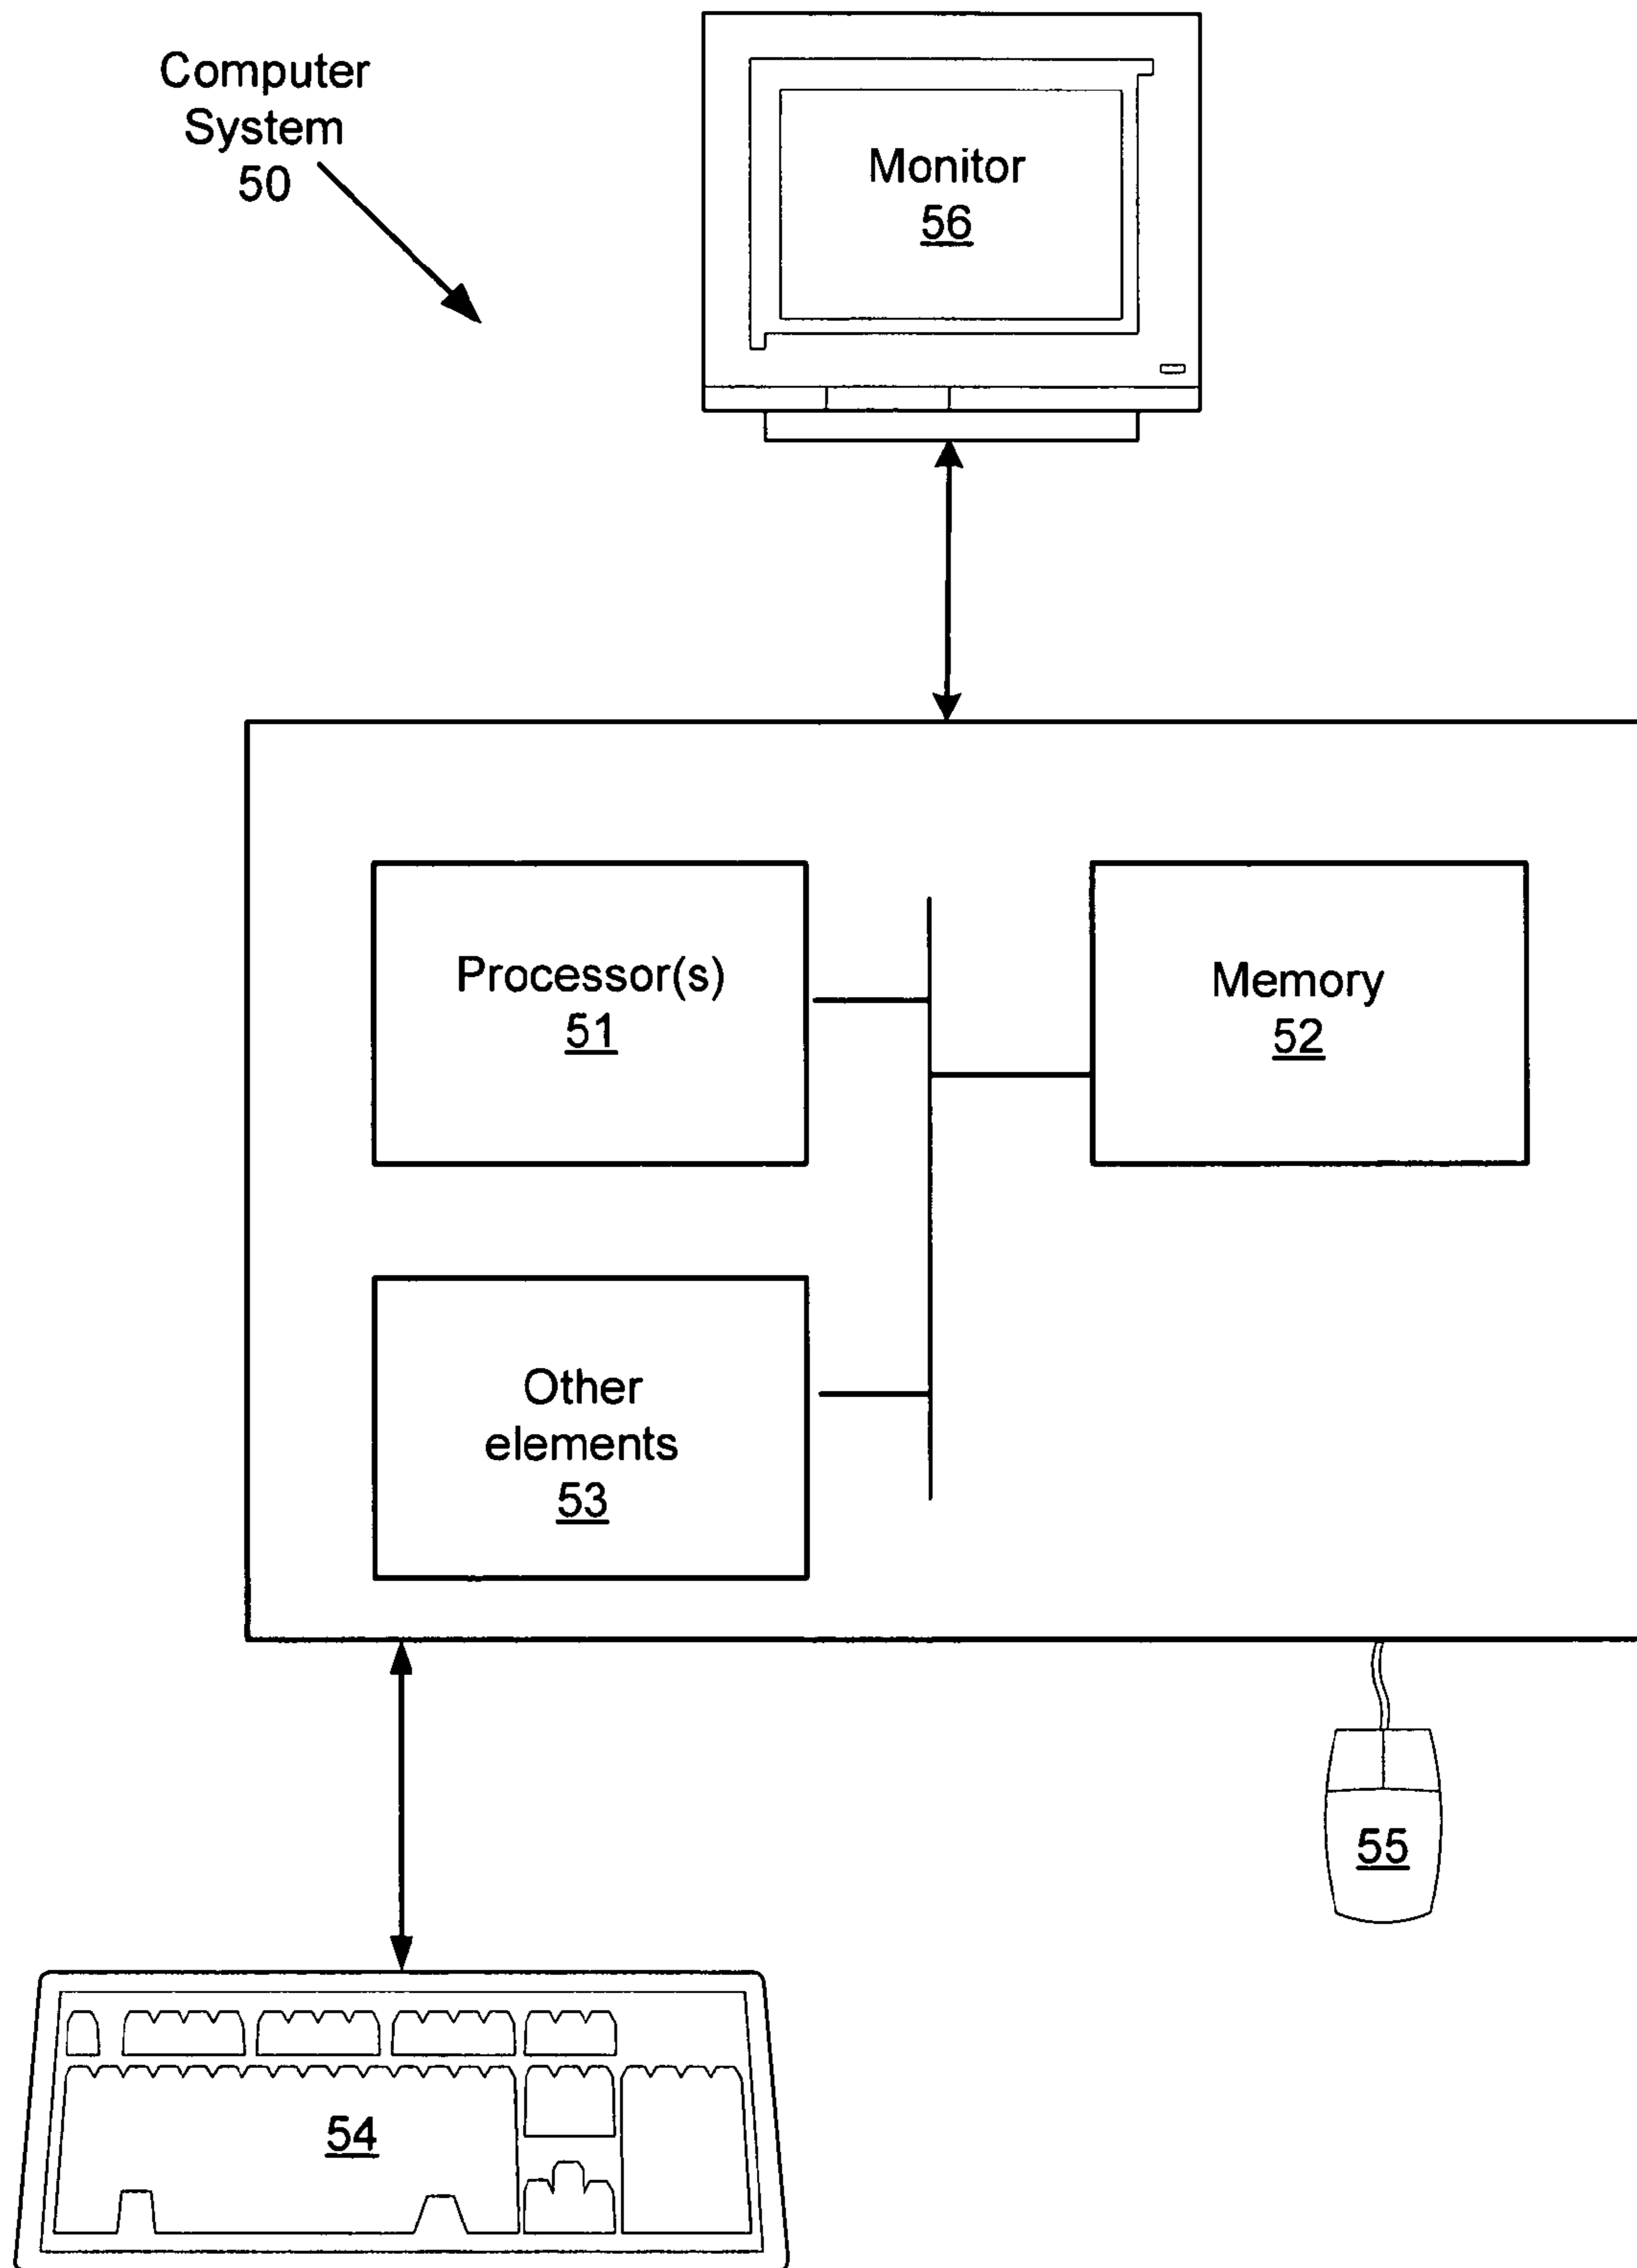 Computer
System
50
Monitor
56
Processor(s)
51
Memory
52
Other
elements
53
55
54